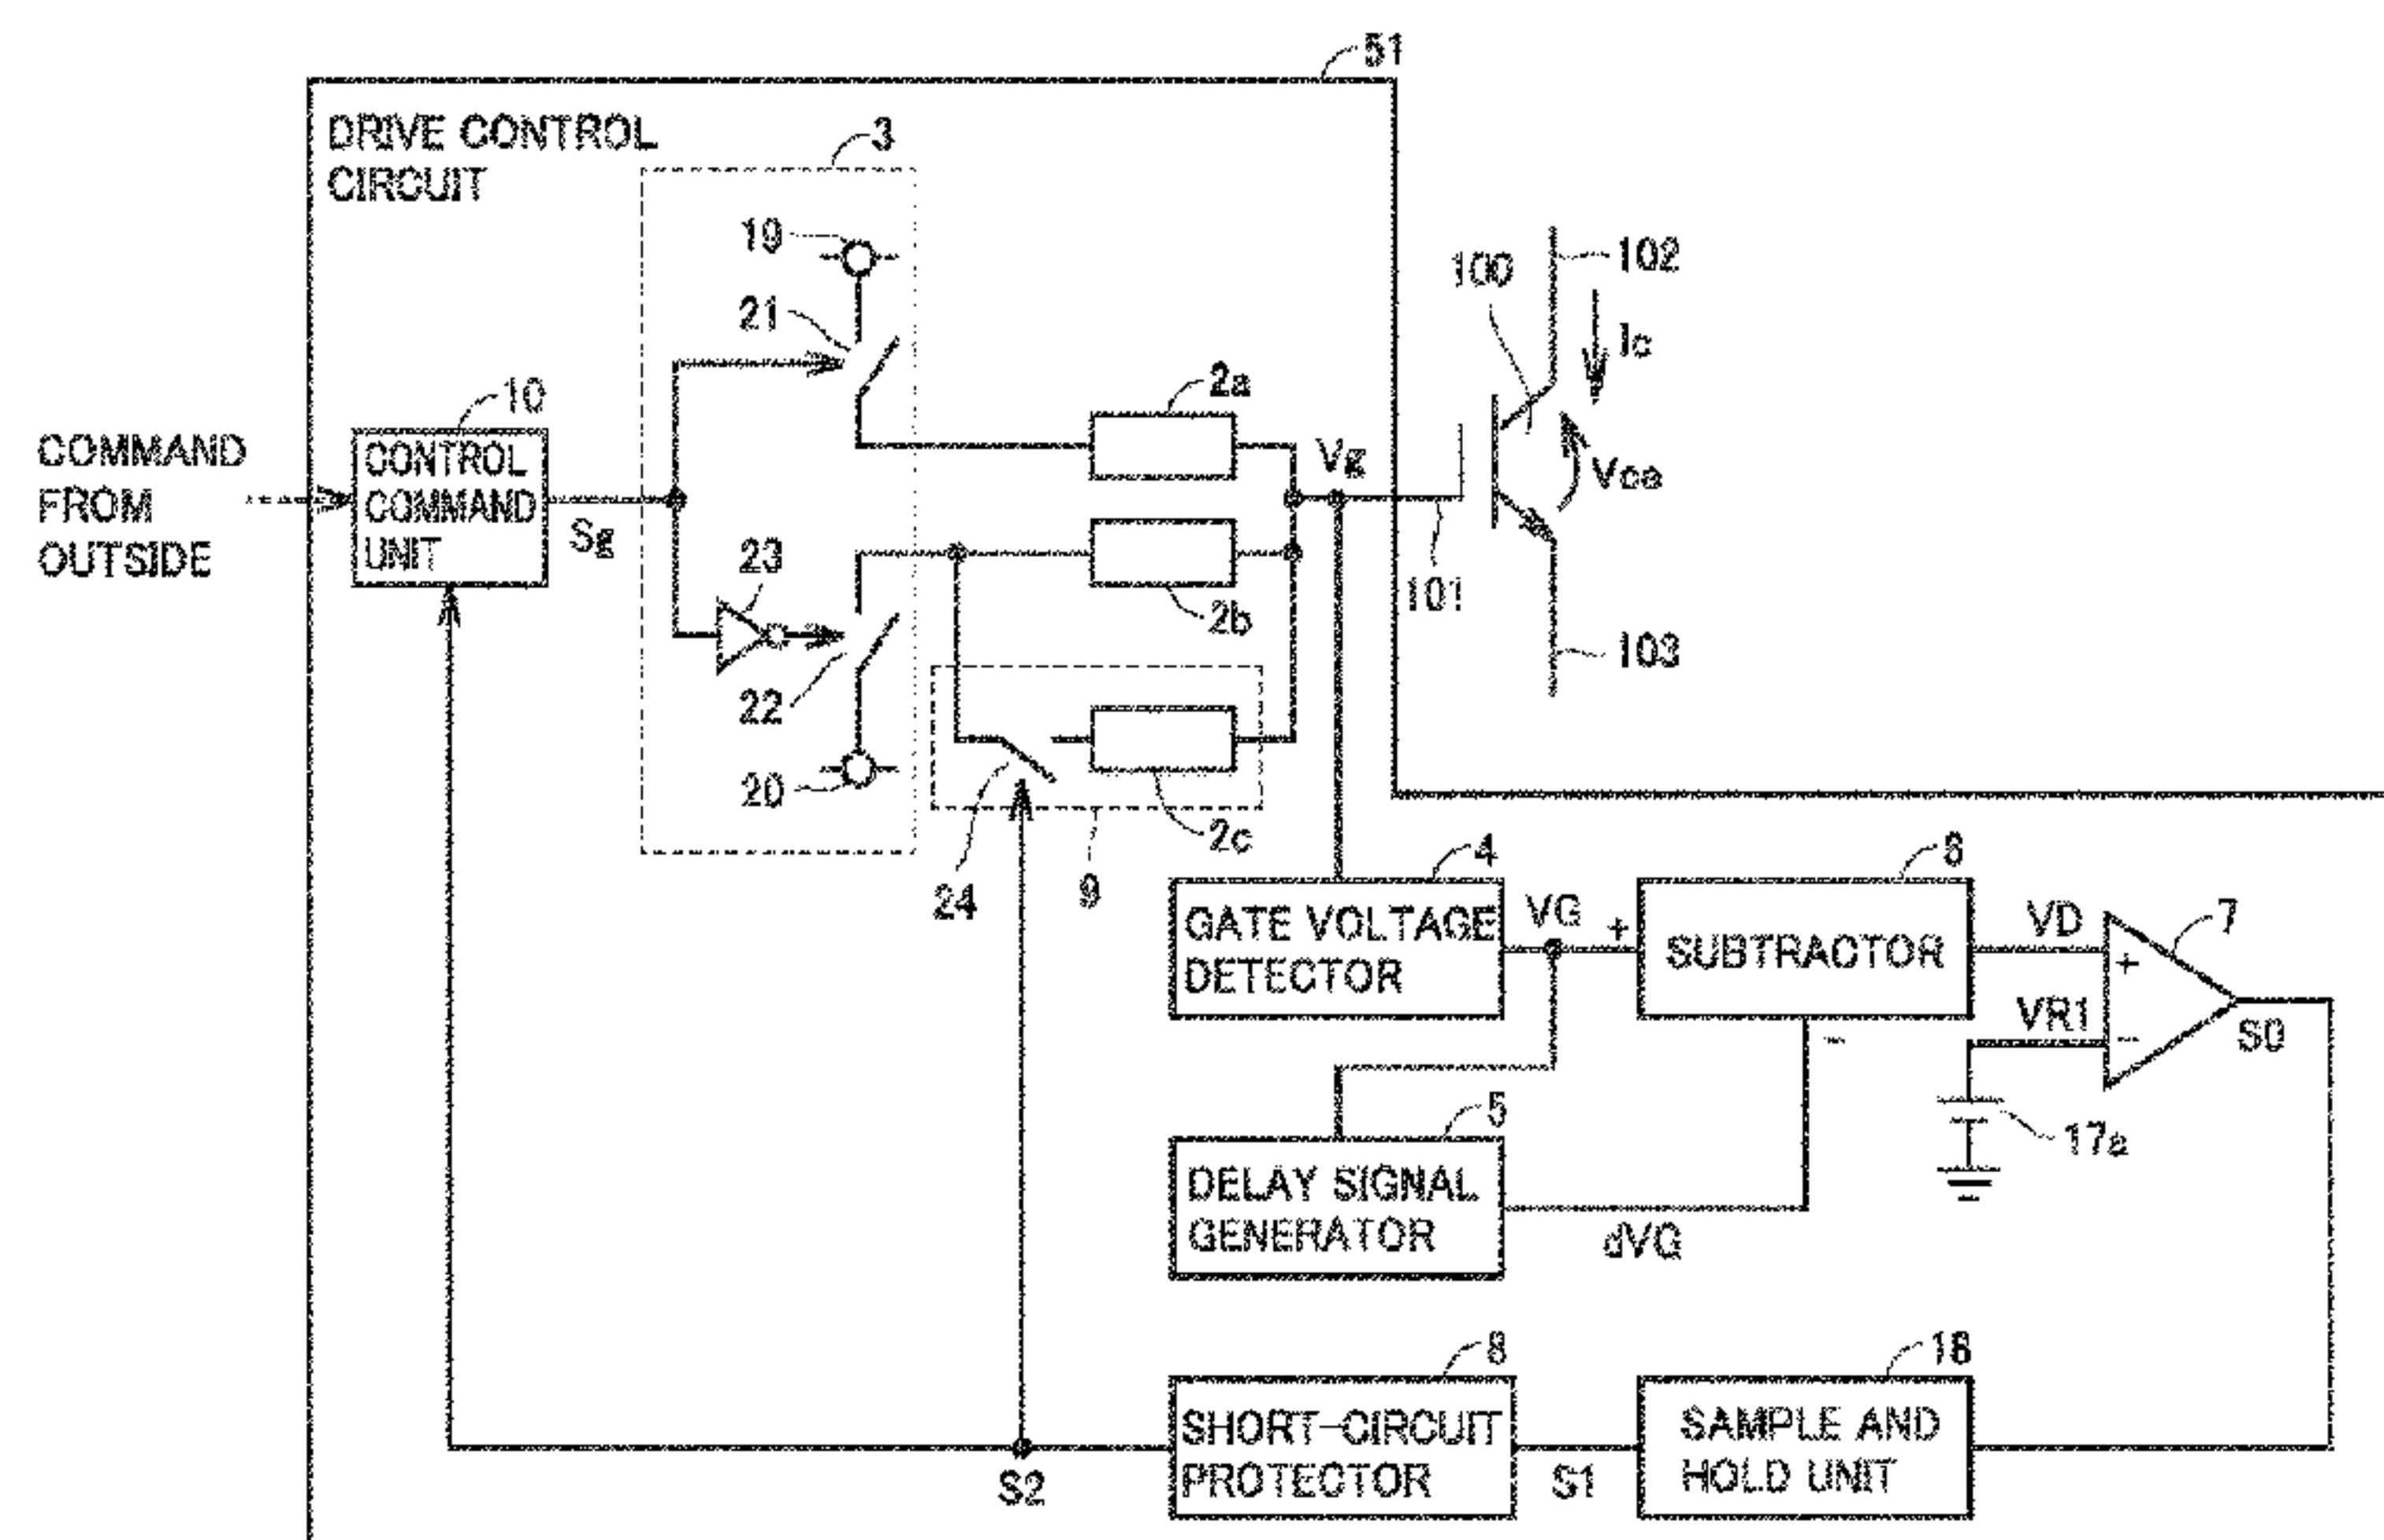 51
DRIVE CONTROL
CIRCUIT
3
19
21
100
102
Ic
2a
10
COMMAND
FROM
OUTSIDE
CONTROL
COMMAND
UNIT
Sg
Vg
Vce
23
2b
101
22
103
20
24
9
2c
4
GATE VOLTAGE
DETECTOR
VG
+
6
SUBTRACTOR
-
VD
7
+
VR1
-
S0
17a
5
DELAY SIGNAL
GENERATOR
dVG
8
SHORT-CIRCUIT
PROTECTOR
S2
S1
18
SAMPLE AND
HOLD UNIT